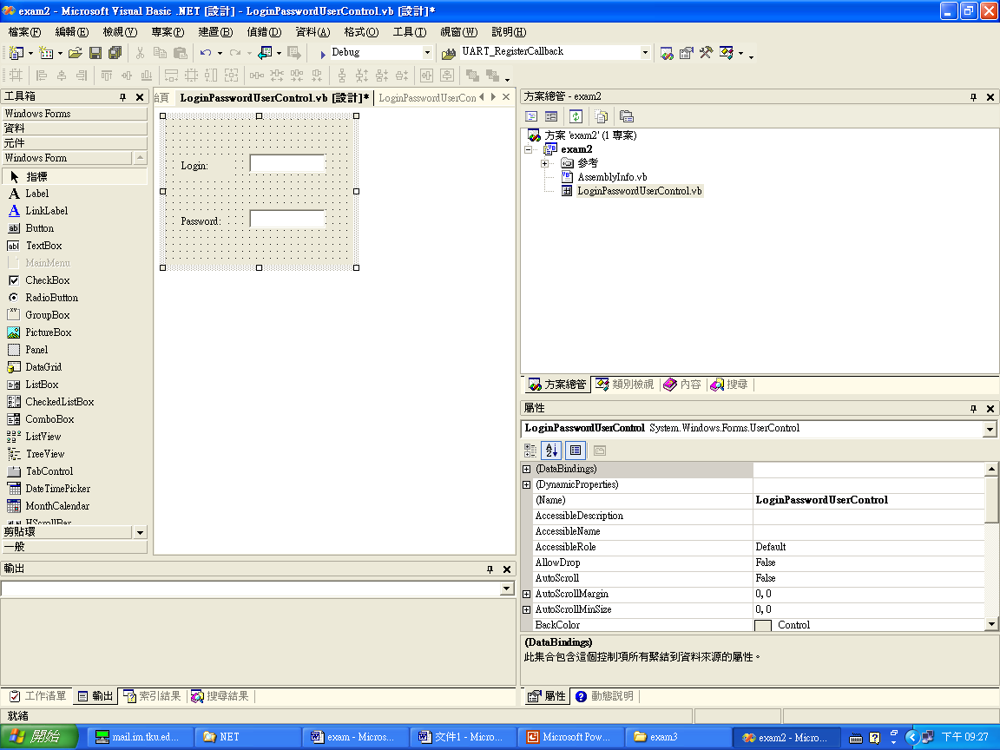 exam2 - Microsoft Visual Basic .NET [設計] - LoginPasswordUserControl.vb [設計]*
檔案(F) 編輯(E) 檢視(V) 專案(P) 建置(B) 偵錯(D) 資料(A) 格式(O) 工具(T) 視窗(W) 說明(H)
Debug UART_RegisterCallback
工具箱
Windows Forms
資料
元件
Windows Form
指標
Label
LinkLabel
Button
TextBox
MainMenu
CheckBox
RadioButton
GroupBox
PictureBox
Panel
DataGrid
ListBox
CheckedListBox
ComboBox
ListView
TreeView
TabControl
DateTimePicker
MonthCalendar
HScrollBar
剪貼環
一般
LoginPasswordUserControl.vb [設計]* LoginPasswordUserCon
Login:
Password:
方案總管 - exam2
方案 'exam2' (1 專案)
exam2
參考
AssemblyInfo.vb
LoginPasswordUserControl.vb
方案總管 類別檢視 內容 搜尋
屬性
LoginPasswordUserControl System.Windows.Forms.UserControl
(DataBindings)
(DynamicProperties)
(Name) LoginPasswordUserControl
AccessibleDescription
AccessibleName
AccessibleRole Default
AllowDrop False
AutoScroll False
AutoScrollMargin 0, 0
AutoScrollMinSize 0, 0
BackColor Control
(DataBindings)
此集合包含這個控制項所有繫結到資料來源的屬性。
屬性 動態說明
輸出
工作清單 輸出 索引結果 搜尋結果
就緒
開始 mail.im.tku.ed... NET exam - Micros... 文件1 - Micro... Microsoft Pow... exam3 exam2 - Micros... 下午 09:27